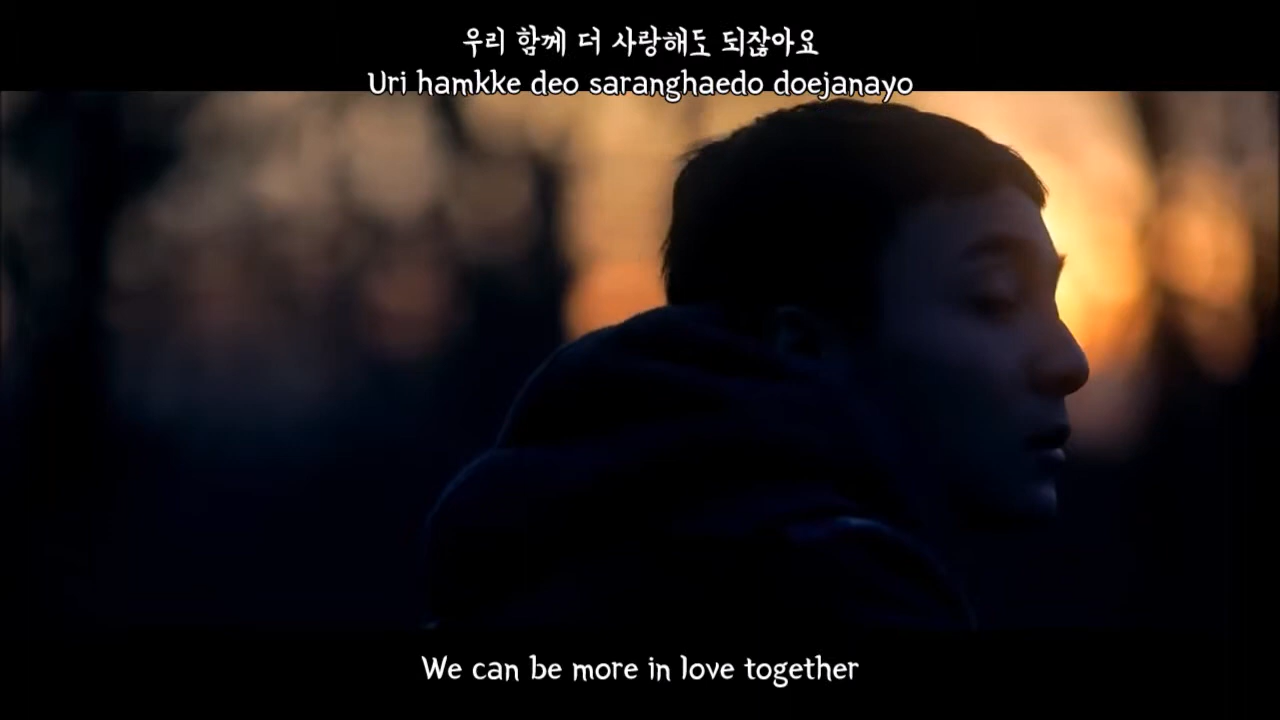 우리 함께 더 사랑해도 되잖아요
Uri hamkke deo saranghaedo doejanayo
We can be more in love together